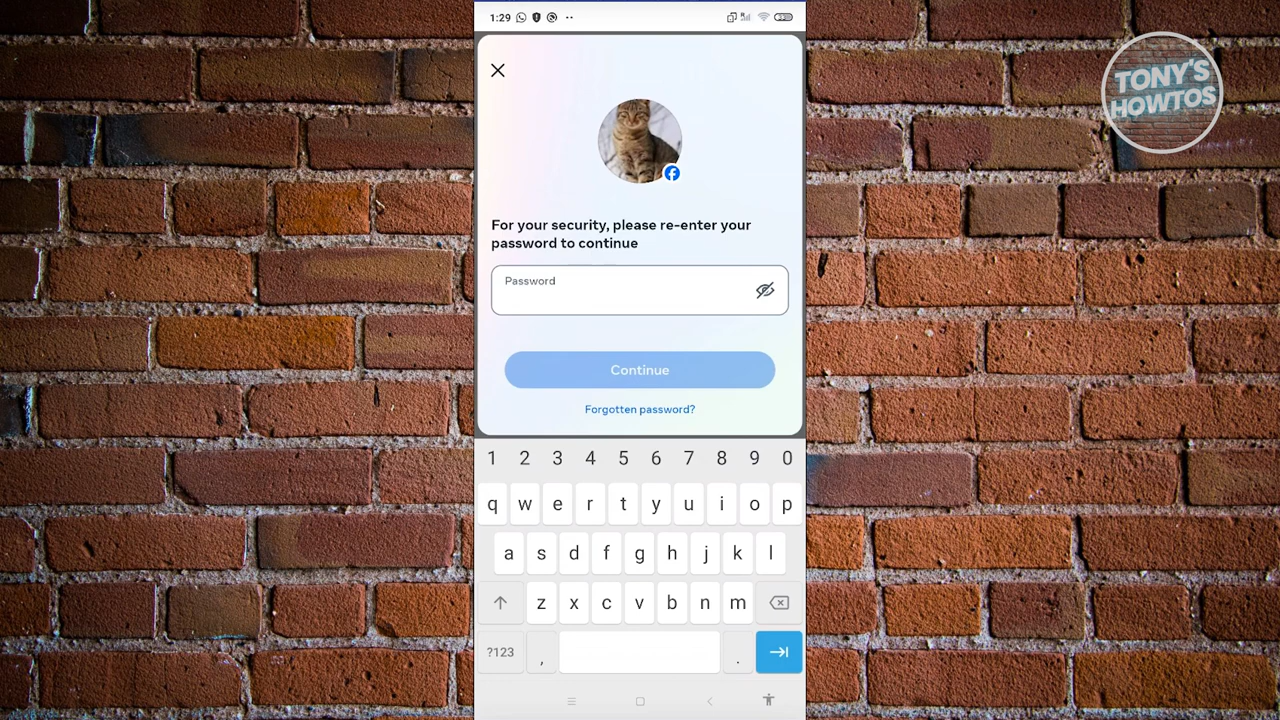 1:29
TONY'S
HOWTOS
For your security, please re-enter your
password to continue
Password
Continue
Forgotten password?
1 2 3 4 5 6 7 8 9 0
q w e r t y u i o p
a s d f g h j k l
z x c v b n m
?123 , .